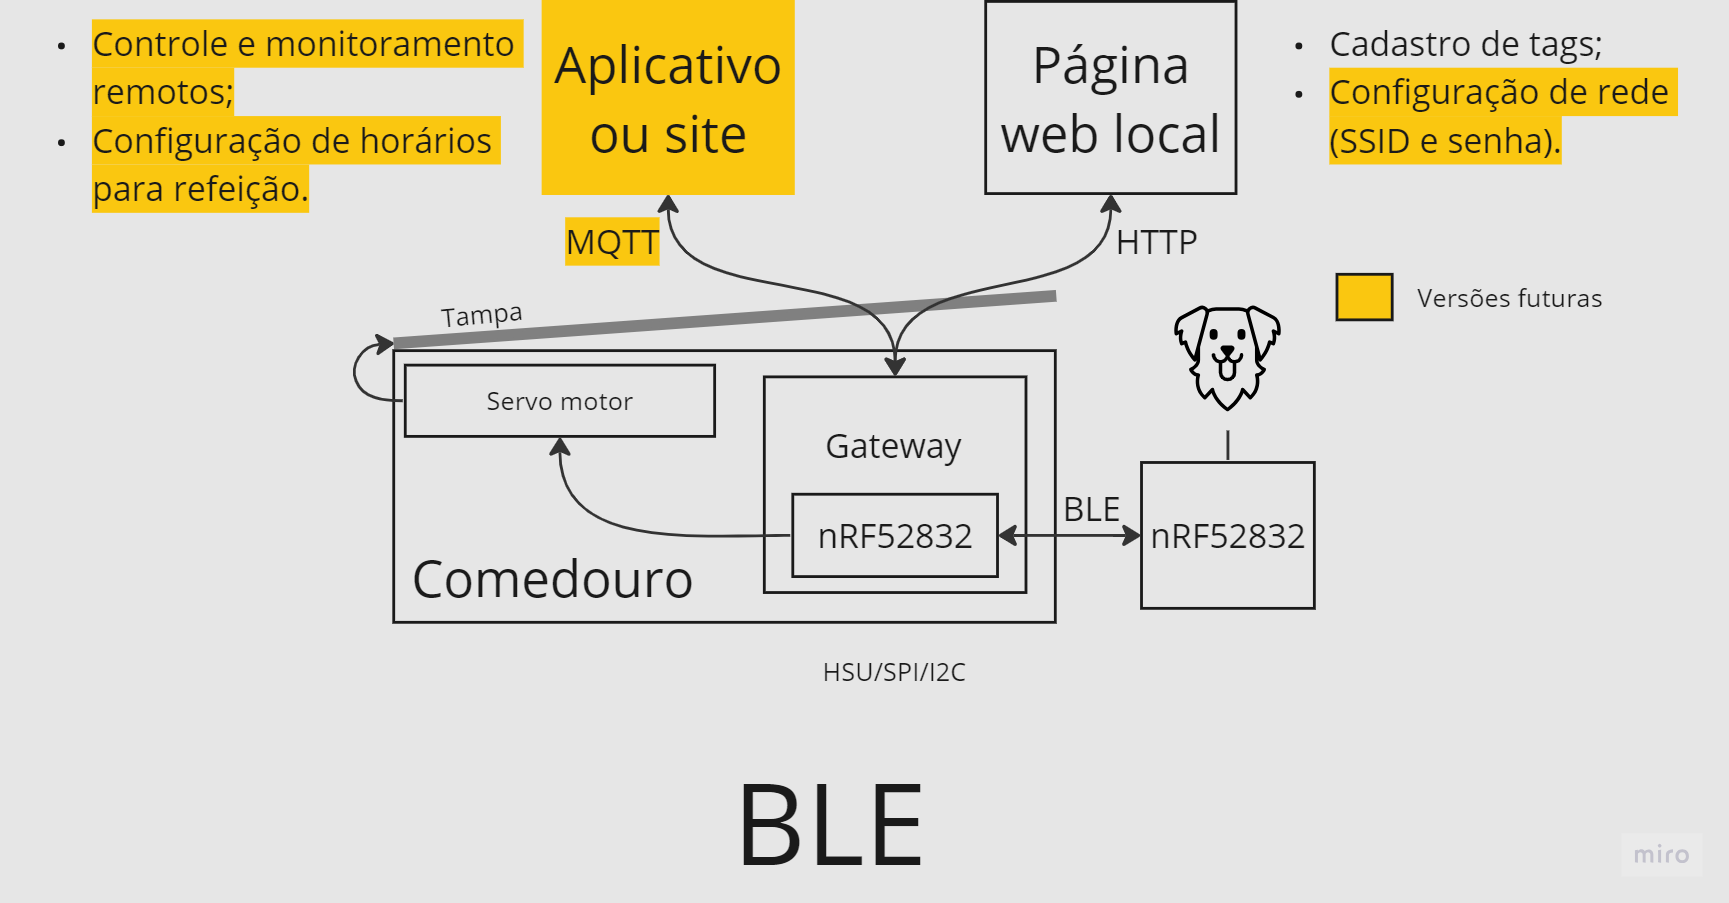 • Controle e monitoramento
remotos;
• Configuração de horários
para refeição.
Aplicativo
ou site
Página
web local
• Cadastro de tags;
• Configuração de rede
(SSID e senha).
MQTT
HTTP
Versões futuras
Tampa
Servo motor
Gateway
nRF52832
BLE
nRF52832
Comedouro
HSU/SPI/I2C
BLE
miro